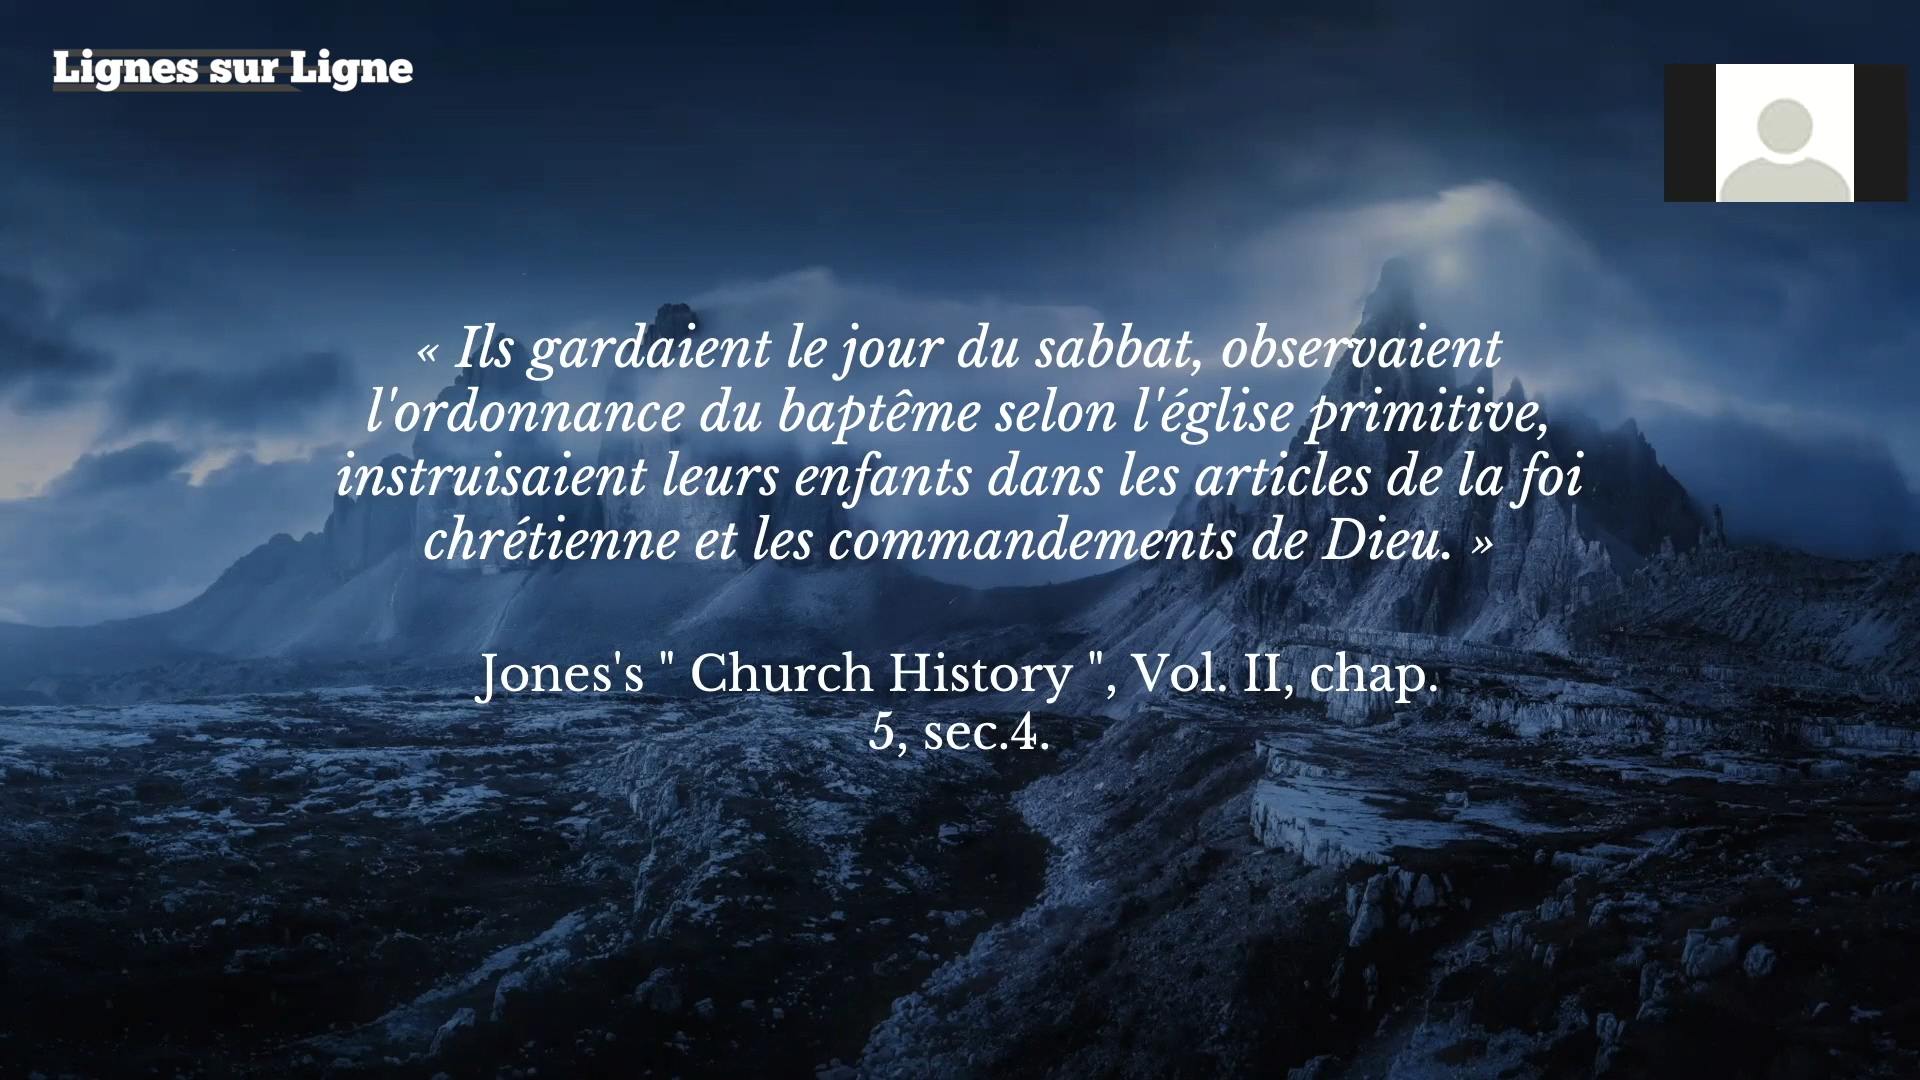 Lignes sur Ligne
« Ils gardaient le jour du sabbat, observaient
l'ordonnance du baptême selon l'église primitive,
instruisaient leurs enfants dans les articles de la foi
chrétienne et les commandements de Dieu. »
Jones's " Church History ", Vol. II, chap.
5, sec.4.